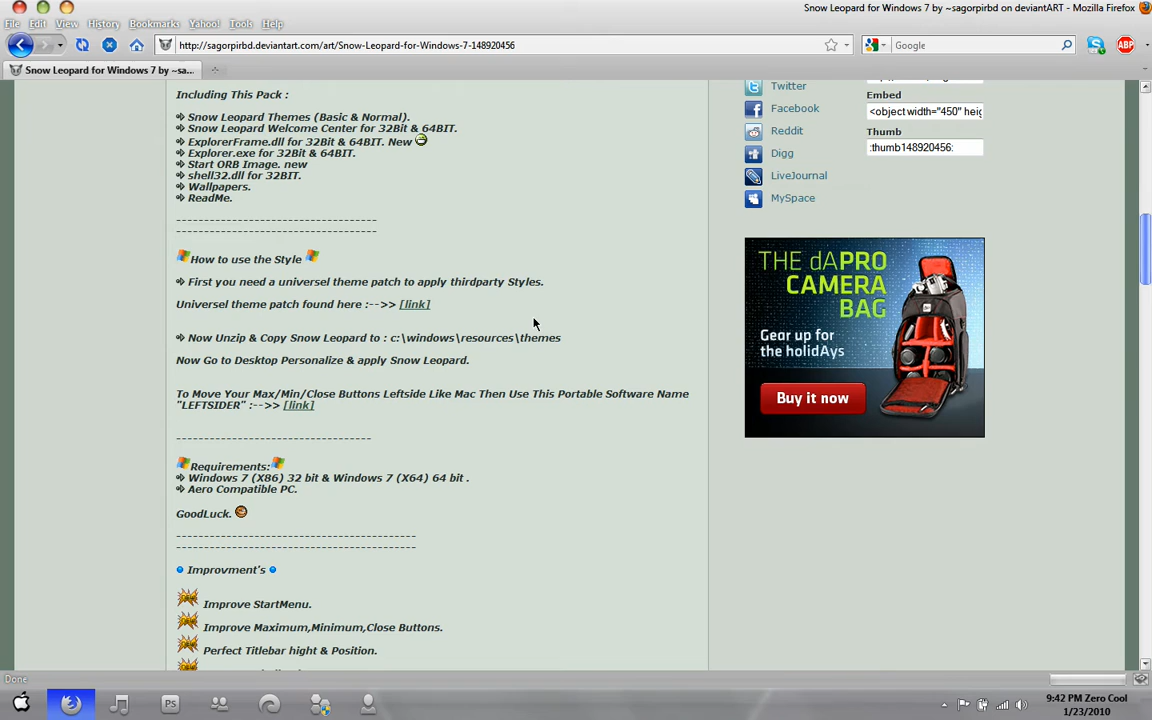 Snow Leopard for Windows 7 by ~sagorpirbd on deviantART - Mozilla Firefox
File Edit View History Bookmarks Yahoo! Tools Help
http://sagorpirbd.deviantart.com/art/Snow-Leopard-for-Windows-7-148920456
Google
ABP
Snow Leopard for Windows 7 by ~sa...
Including This Pack :
Snow Leopard Themes (Basic & Normal).
Snow Leopard Welcome Center for 32Bit & 64BIT.
ExplorerFrame.dll for 32Bit & 64BIT. New
Explorer.exe for 32Bit & 64BIT.
Start ORB Image. new
shell32.dll for 32BIT.
Wallpapers.
ReadMe.
-------------------------------------
-------------------------------------
How to use the Style
First you need a universel theme patch to apply thirdparty Styles.
Universel theme patch found here :-->> [link]
Now Unzip & Copy Snow Leopard to : c:\windows\resources\themes
Now Go to Desktop Personalize & apply Snow Leopard.
To Move Your Max/Min/Close Buttons Leftside Like Mac Then Use This Portable Software Name
"LEFTSIDER" :-->> [link]
------------------------------------
Requirements:
Windows 7 (X86) 32 bit & Windows 7 (X64) 64 bit .
Aero Compatible PC.
GoodLuck.
--------------------------------------------
--------------------------------------------
Improvment's
Improve StartMenu.
Improve Maximum,Minimum,Close Buttons.
Perfect Titlebar hight & Position.
Twitter
Facebook
Reddit
Digg
LiveJournal
MySpace
Embed
<object width="450" heig
Thumb
:thumb148920456:
THE dAPRO
CAMERA
BAG
Gear up for
the holidAys
Buy it now
Done
Ps
9:42 PM Zero Cool
1/23/2010